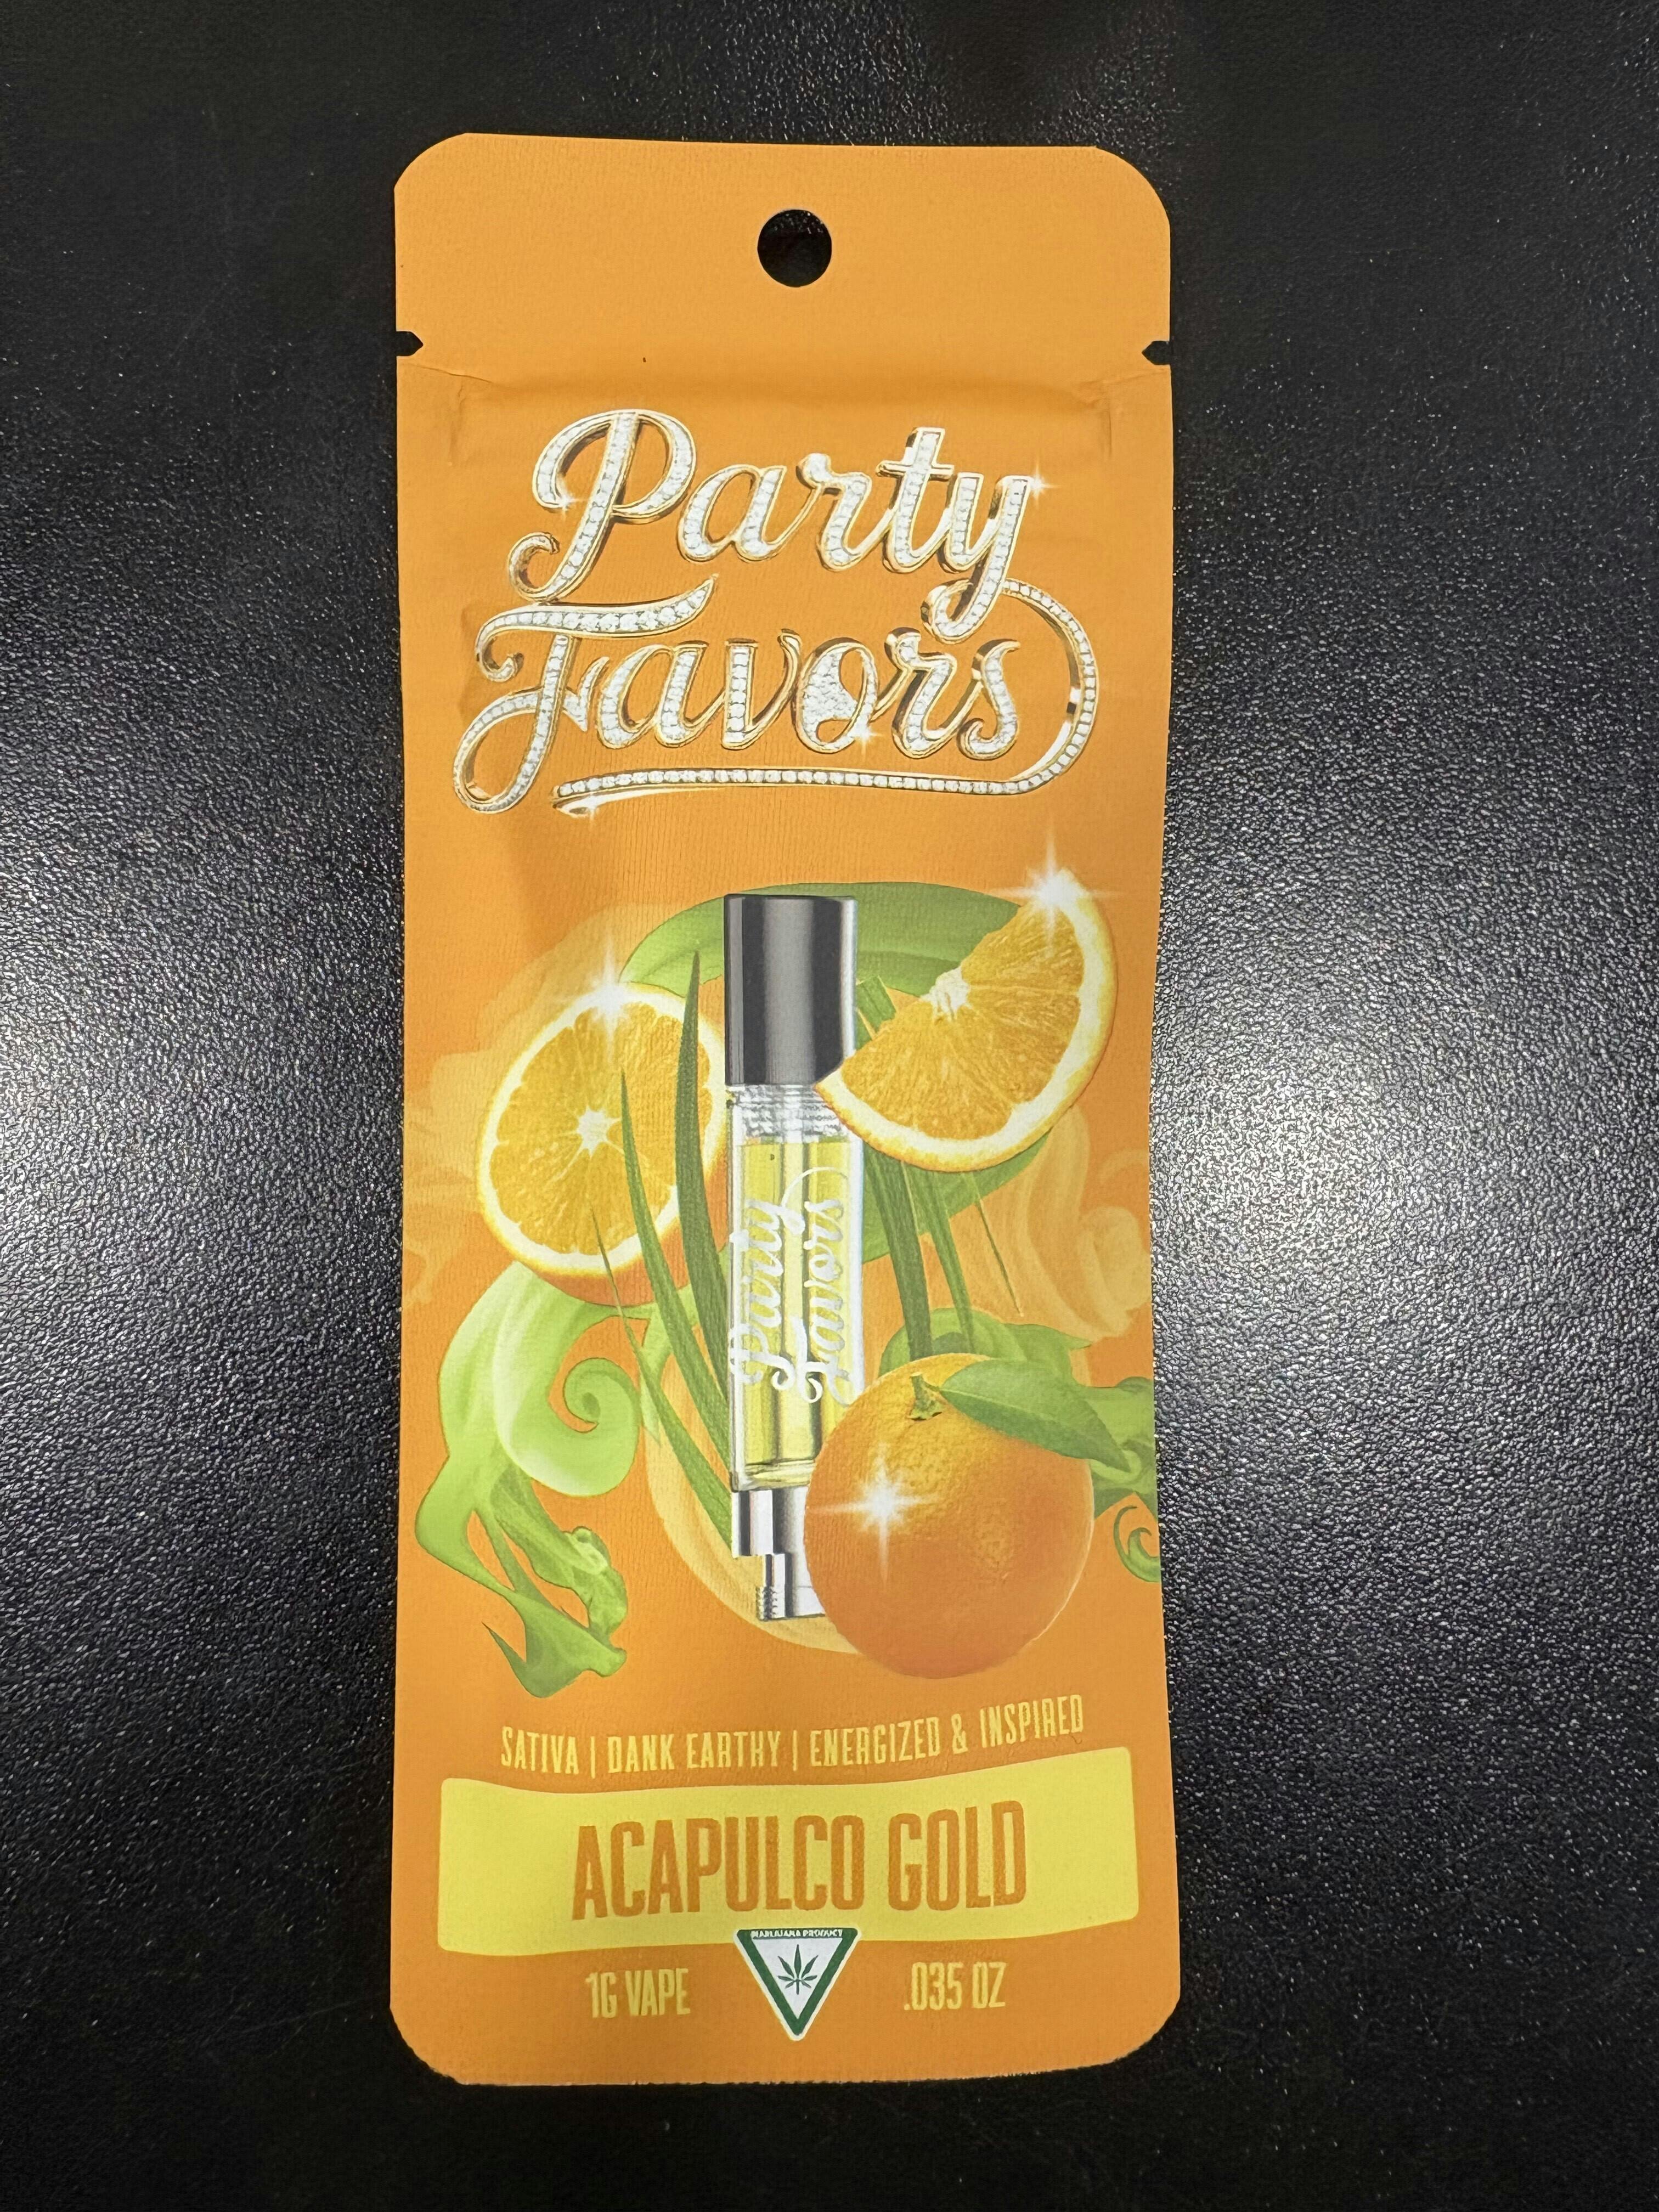 Party
Favors
Party
Favors
SATIVA | DANK EARTHY | ENERGIZED & INSPIRED
ACAPULCO GOLD
MARIJUANA PRODUCT
1G VAPE
.035 OZ